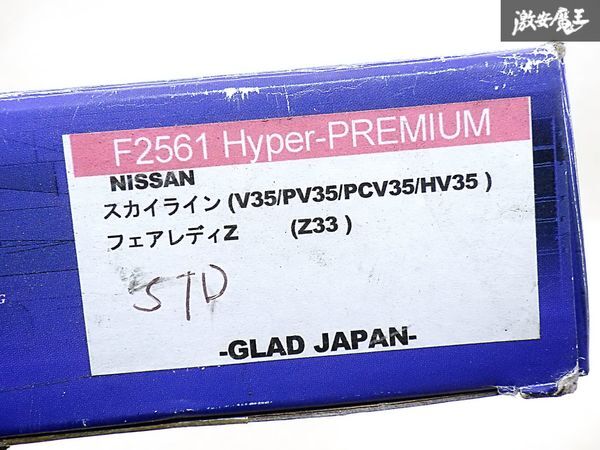 激安魔王
F2561 Hyper-PREMIUM
NISSAN
スカイライン (V35/PV35/PCV35/HV35 )
フェアレディZ (Z33 )
STD
-GLAD JAPAN-